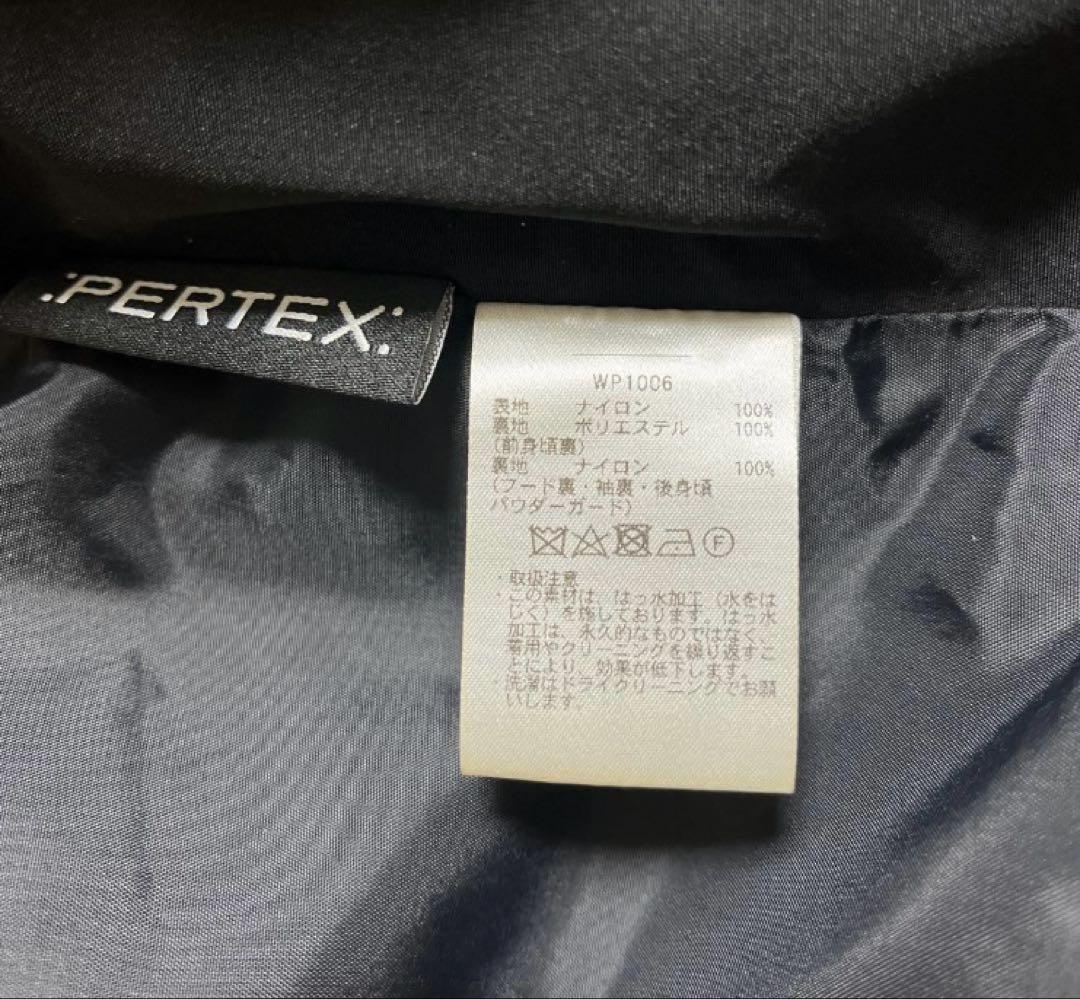 :PERTEX:
WP1006
表地 ナイロン 100%
裏地 ポリエステル 100%
(前身頃裏)
裏地 ナイロン 100%
(フード裏・袖裏・後身頃
パウダーガード)
F
・取扱注意
・この素材は、はっ水加工（水をは
じく）を施しております。はっ水
加工は、永久的なものではなく、
着用やクリーニングを繰り返すこ
とにより、効果が低下します。
・洗濯はドライクリーニングでお願
いします。